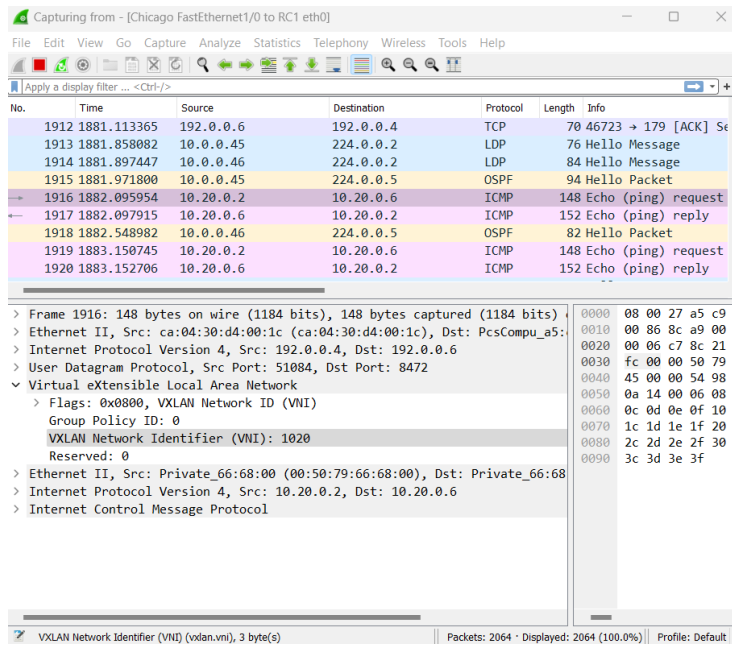 Capturing from - [Chicago FastEthernet1/0 to RC1 eth0]
File Edit View Go Capture Analyze Statistics Telephony Wireless Tools Help
Apply a display filter ... <Ctrl-/>
No. Time Source Destination Protocol Length Info
1912 1881.113365 192.0.0.6 192.0.0.4 TCP 70 46723 → 179 [ACK] Se
1913 1881.858082 10.0.0.45 224.0.0.2 LDP 76 Hello Message
1914 1881.897447 10.0.0.46 224.0.0.2 LDP 84 Hello Message
1915 1881.971800 10.0.0.45 224.0.0.5 OSPF 94 Hello Packet
1916 1882.095954 10.20.0.2 10.20.0.6 ICMP 148 Echo (ping) request
1917 1882.097915 10.20.0.6 10.20.0.2 ICMP 152 Echo (ping) reply
1918 1882.548982 10.0.0.46 224.0.0.5 OSPF 82 Hello Packet
1919 1883.150745 10.20.0.2 10.20.0.6 ICMP 148 Echo (ping) request
1920 1883.152706 10.20.0.6 10.20.0.2 ICMP 152 Echo (ping) reply
Frame 1916: 148 bytes on wire (1184 bits), 148 bytes captured (1184 bits)
Ethernet II, Src: ca:04:30:d4:00:1c (ca:04:30:d4:00:1c), Dst: PcsCompu_a5:
Internet Protocol Version 4, Src: 192.0.0.4, Dst: 192.0.0.6
User Datagram Protocol, Src Port: 51084, Dst Port: 8472
Virtual eXtensible Local Area Network
Flags: 0x0800, VXLAN Network ID (VNI)
Group Policy ID: 0
VXLAN Network Identifier (VNI): 1020
Reserved: 0
Ethernet II, Src: Private_66:68:00 (00:50:79:66:68:00), Dst: Private_66:68
Internet Protocol Version 4, Src: 10.20.0.2, Dst: 10.20.0.6
Internet Control Message Protocol
0000 08 00 27 a5 c9
0010 00 86 8c a9 00
0020 00 06 c7 8c 21
0030 fc 00 00 50 79
0040 45 00 00 54 98
0050 0a 14 00 06 08
0060 0c 0d 0e 0f 10
0070 1c 1d 1e 1f 20
0080 2c 2d 2e 2f 30
0090 3c 3d 3e 3f
VXLAN Network Identifier (VNI) (vxlan.vni), 3 byte(s) Packets: 2064 · Displayed: 2064 (100.0%) Profile: Default